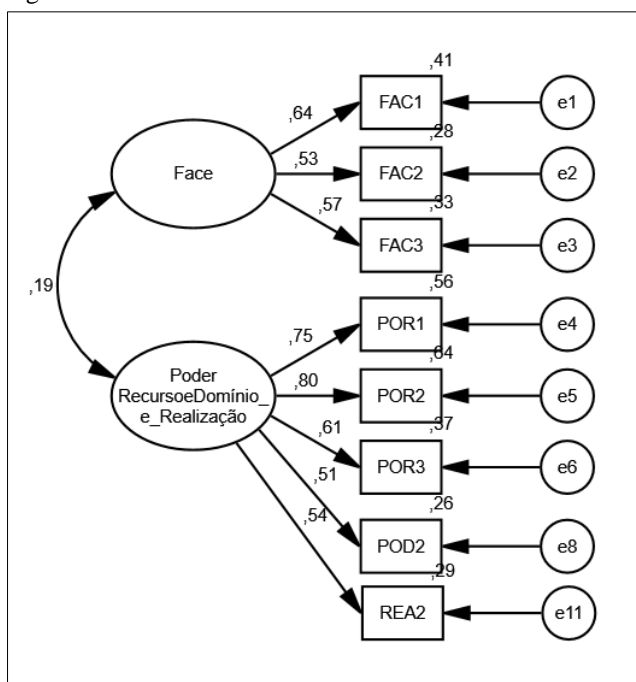 ,41
FAC1
e1
,64
,28
,53
FAC2
e2
Face
,33
,57
FAC3
e3
,19
,56
,75
POR1
e4
,64
Poder
RecursoeDomínio_
e_Realização
,80
POR2
e5
,37
,61
POR3
e6
,51
,26
,54
POD2
e8
,29
REA2
e11